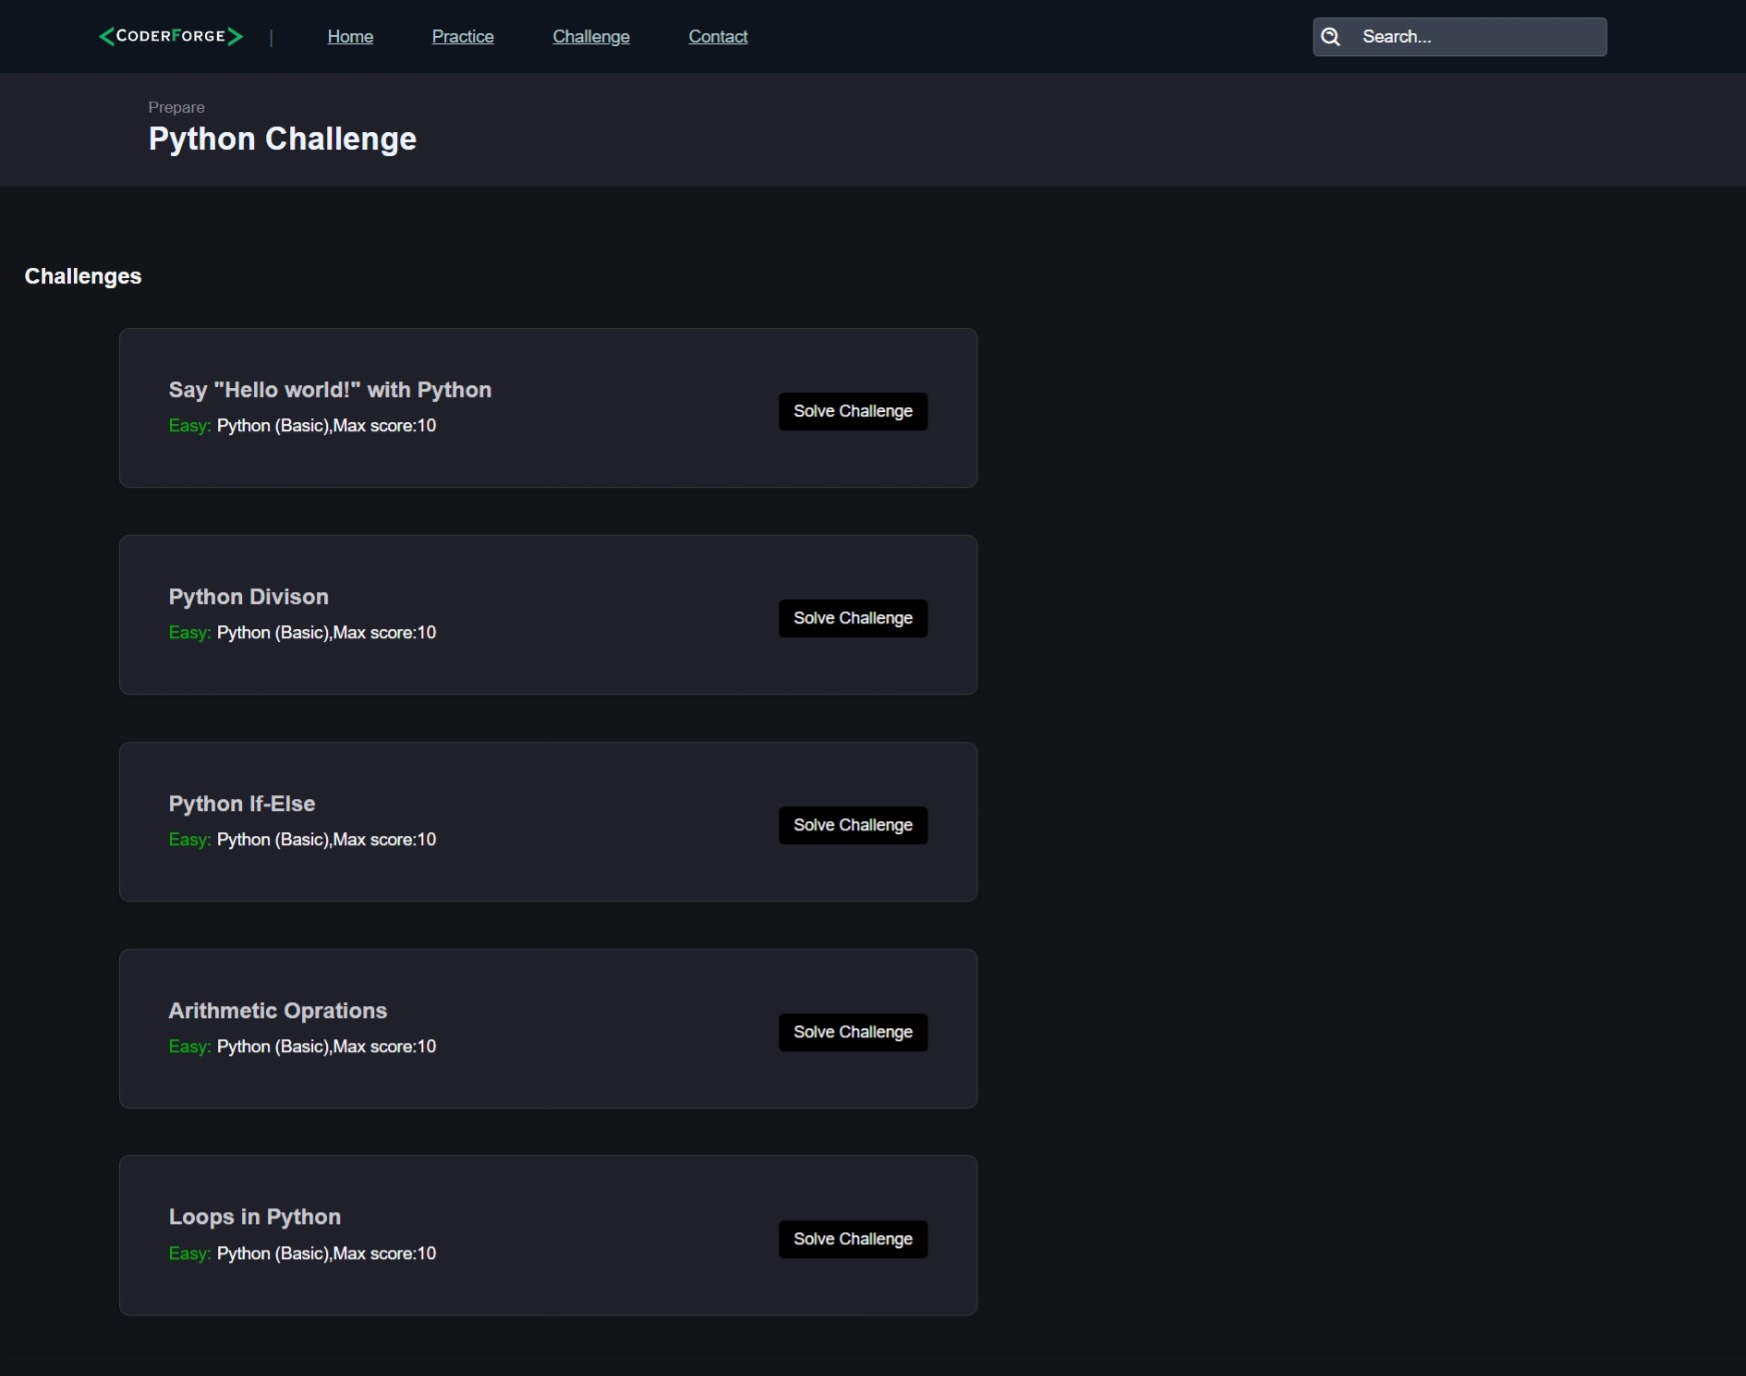 <CODERFORGE> | Home Practice Challenge Contact Search...
Prepare
Python Challenge
Challenges
Say "Hello world!" with Python
Easy: Python (Basic),Max score:10
Solve Challenge
Python Divison
Easy: Python (Basic),Max score:10
Solve Challenge
Python If-Else
Easy: Python (Basic),Max score:10
Solve Challenge
Arithmetic Oprations
Easy: Python (Basic),Max score:10
Solve Challenge
Loops in Python
Easy: Python (Basic),Max score:10
Solve Challenge